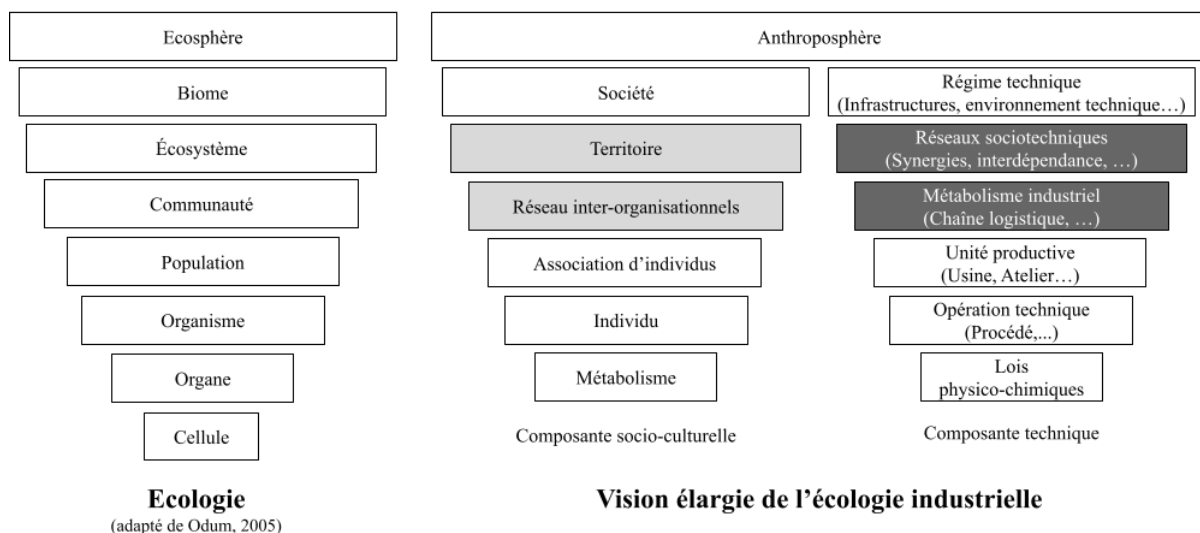 Ecosphère
Biome
Écosystème
Communauté
Population
Organisme
Organe
Cellule
Ecologie
(adapté de Odum, 2005)
Anthroposphère
Société
Territoire
Réseau inter-organisationnels
Association d’individus
Individu
Métabolisme
Composante socio-culturelle
Régime technique
(Infrastructures, environnement technique…)
Réseaux sociotechniques
(Synergies, interdépendance, …)
Métabolisme industriel
(Chaîne logistique, …)
Unité productive
(Usine, Atelier…)
Opération technique
(Procédé,...)
Lois
physico-chimiques
Composante technique
Vision élargie de l’écologie industrielle